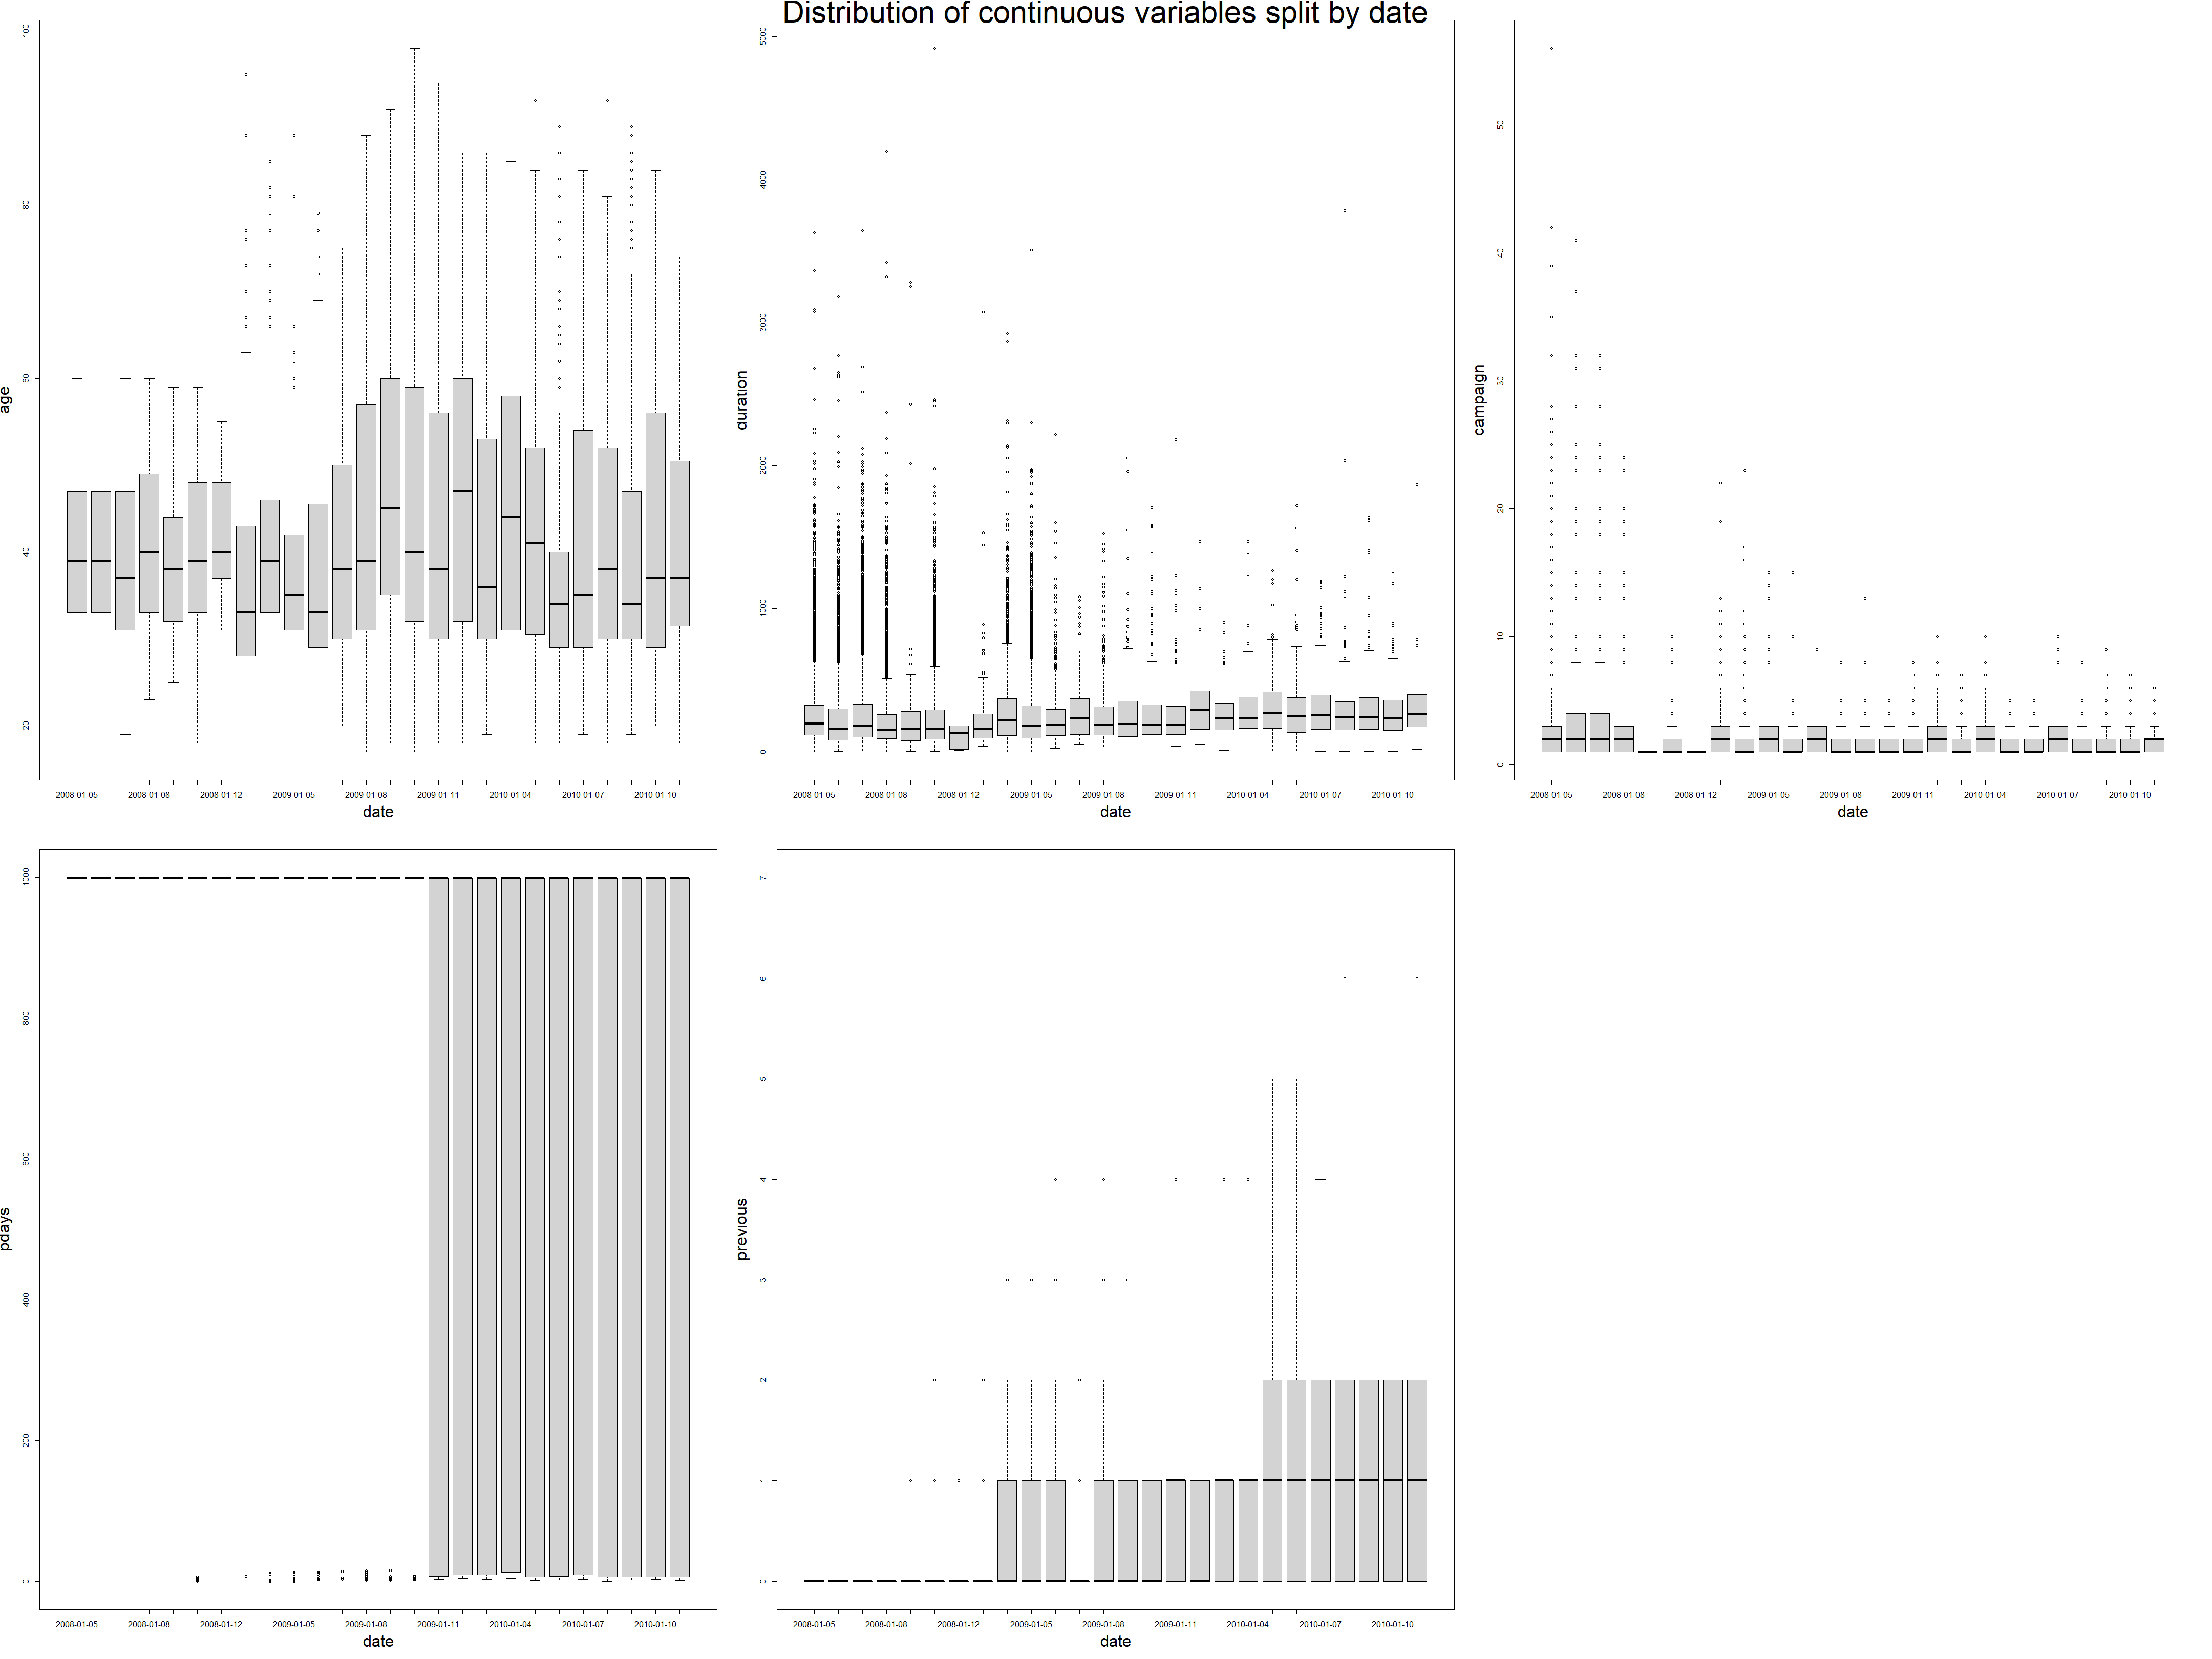 Distribution of continuous variables split by date
age
100
80
60
40
20
2008-01-05 2008-01-08 2008-01-12 2009-01-05 2009-01-08 2009-01-11 2010-01-04 2010-01-07 2010-01-10
date
duration
5000
4000
3000
2000
1000
0
2008-01-05 2008-01-08 2008-01-12 2009-01-05 2009-01-08 2009-01-11 2010-01-04 2010-01-07 2010-01-10
date
campaign
50
40
30
20
10
0
2008-01-05 2008-01-08 2008-01-12 2009-01-05 2009-01-08 2009-01-11 2010-01-04 2010-01-07 2010-01-10
date
pdays
1000
800
600
400
200
0
2008-01-05 2008-01-08 2008-01-12 2009-01-05 2009-01-08 2009-01-11 2010-01-04 2010-01-07 2010-01-10
date
previous
7
6
5
4
3
2
1
0
2008-01-05 2008-01-08 2008-01-12 2009-01-05 2009-01-08 2009-01-11 2010-01-04 2010-01-07 2010-01-10
date